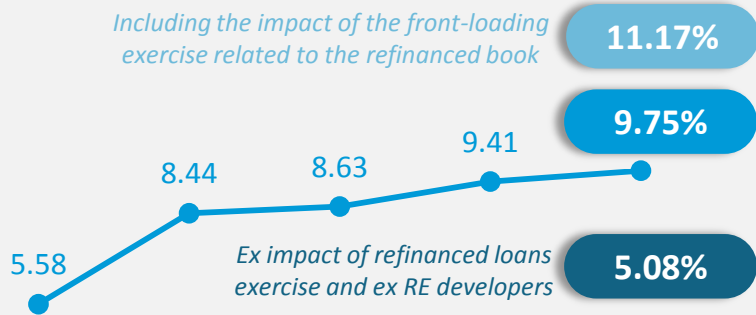 Including the impact of the front-loading
exercise related to the refinanced book
11.17%
9.75%
9.41
8.63
8.44
5.58
Ex impact of refinanced loans
exercise and ex RE developers
5.08%